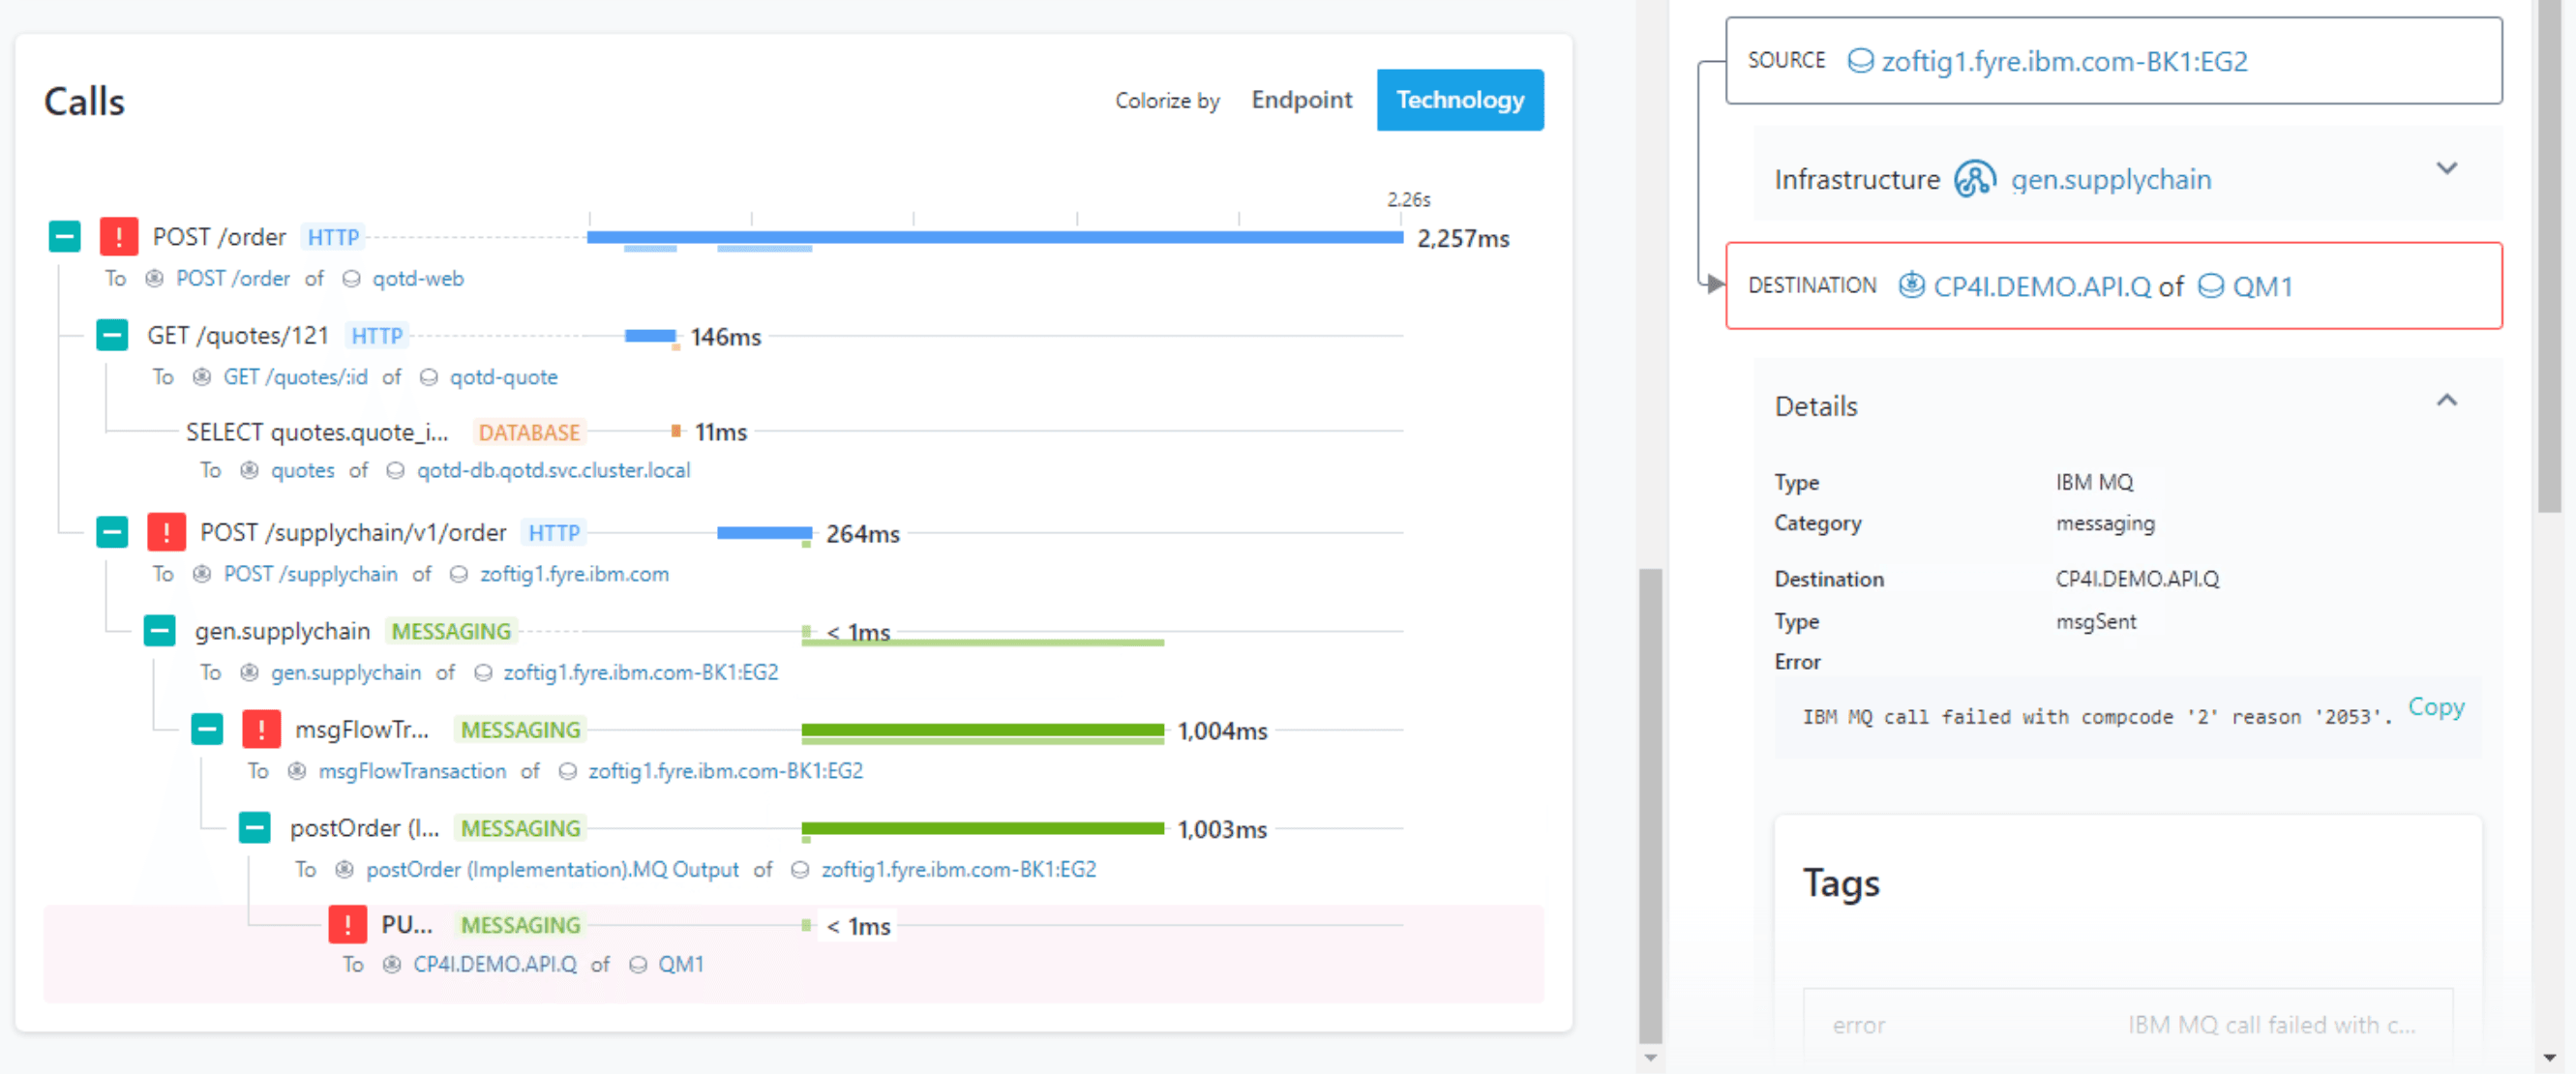 Calls
Colorize by Endpoint Technology
2.26s
POST /order HTTP 2,257ms
To POST /order of qotd-web
GET /quotes/121 HTTP 146ms
To GET /quotes/:id of qotd-quote
SELECT quotes.quote_i... DATABASE 11ms
To quotes of qotd-db.qotd.svc.cluster.local
POST /supplychain/v1/order HTTP 264ms
To POST /supplychain of zoftig1.fyre.ibm.com
gen.supplychain MESSAGING < 1ms
To gen.supplychain of zoftig1.fyre.ibm.com-BK1:EG2
msgFlowTr... MESSAGING 1,004ms
To msgFlowTransaction of zoftig1.fyre.ibm.com-BK1:EG2
postOrder (I... MESSAGING 1,003ms
To postOrder (Implementation).MQ Output of zoftig1.fyre.ibm.com-BK1:EG2
PU... MESSAGING < 1ms
To CP4I.DEMO.API.Q of QM1
SOURCE zoftig1.fyre.ibm.com-BK1:EG2
Infrastructure gen.supplychain
DESTINATION CP4I.DEMO.API.Q of QM1
Details
Type IBM MQ
Category messaging
Destination CP4I.DEMO.API.Q
Type msgSent
Error
IBM MQ call failed with compcode '2' reason '2053'. Copy
Tags
error IBM MQ call failed with c...